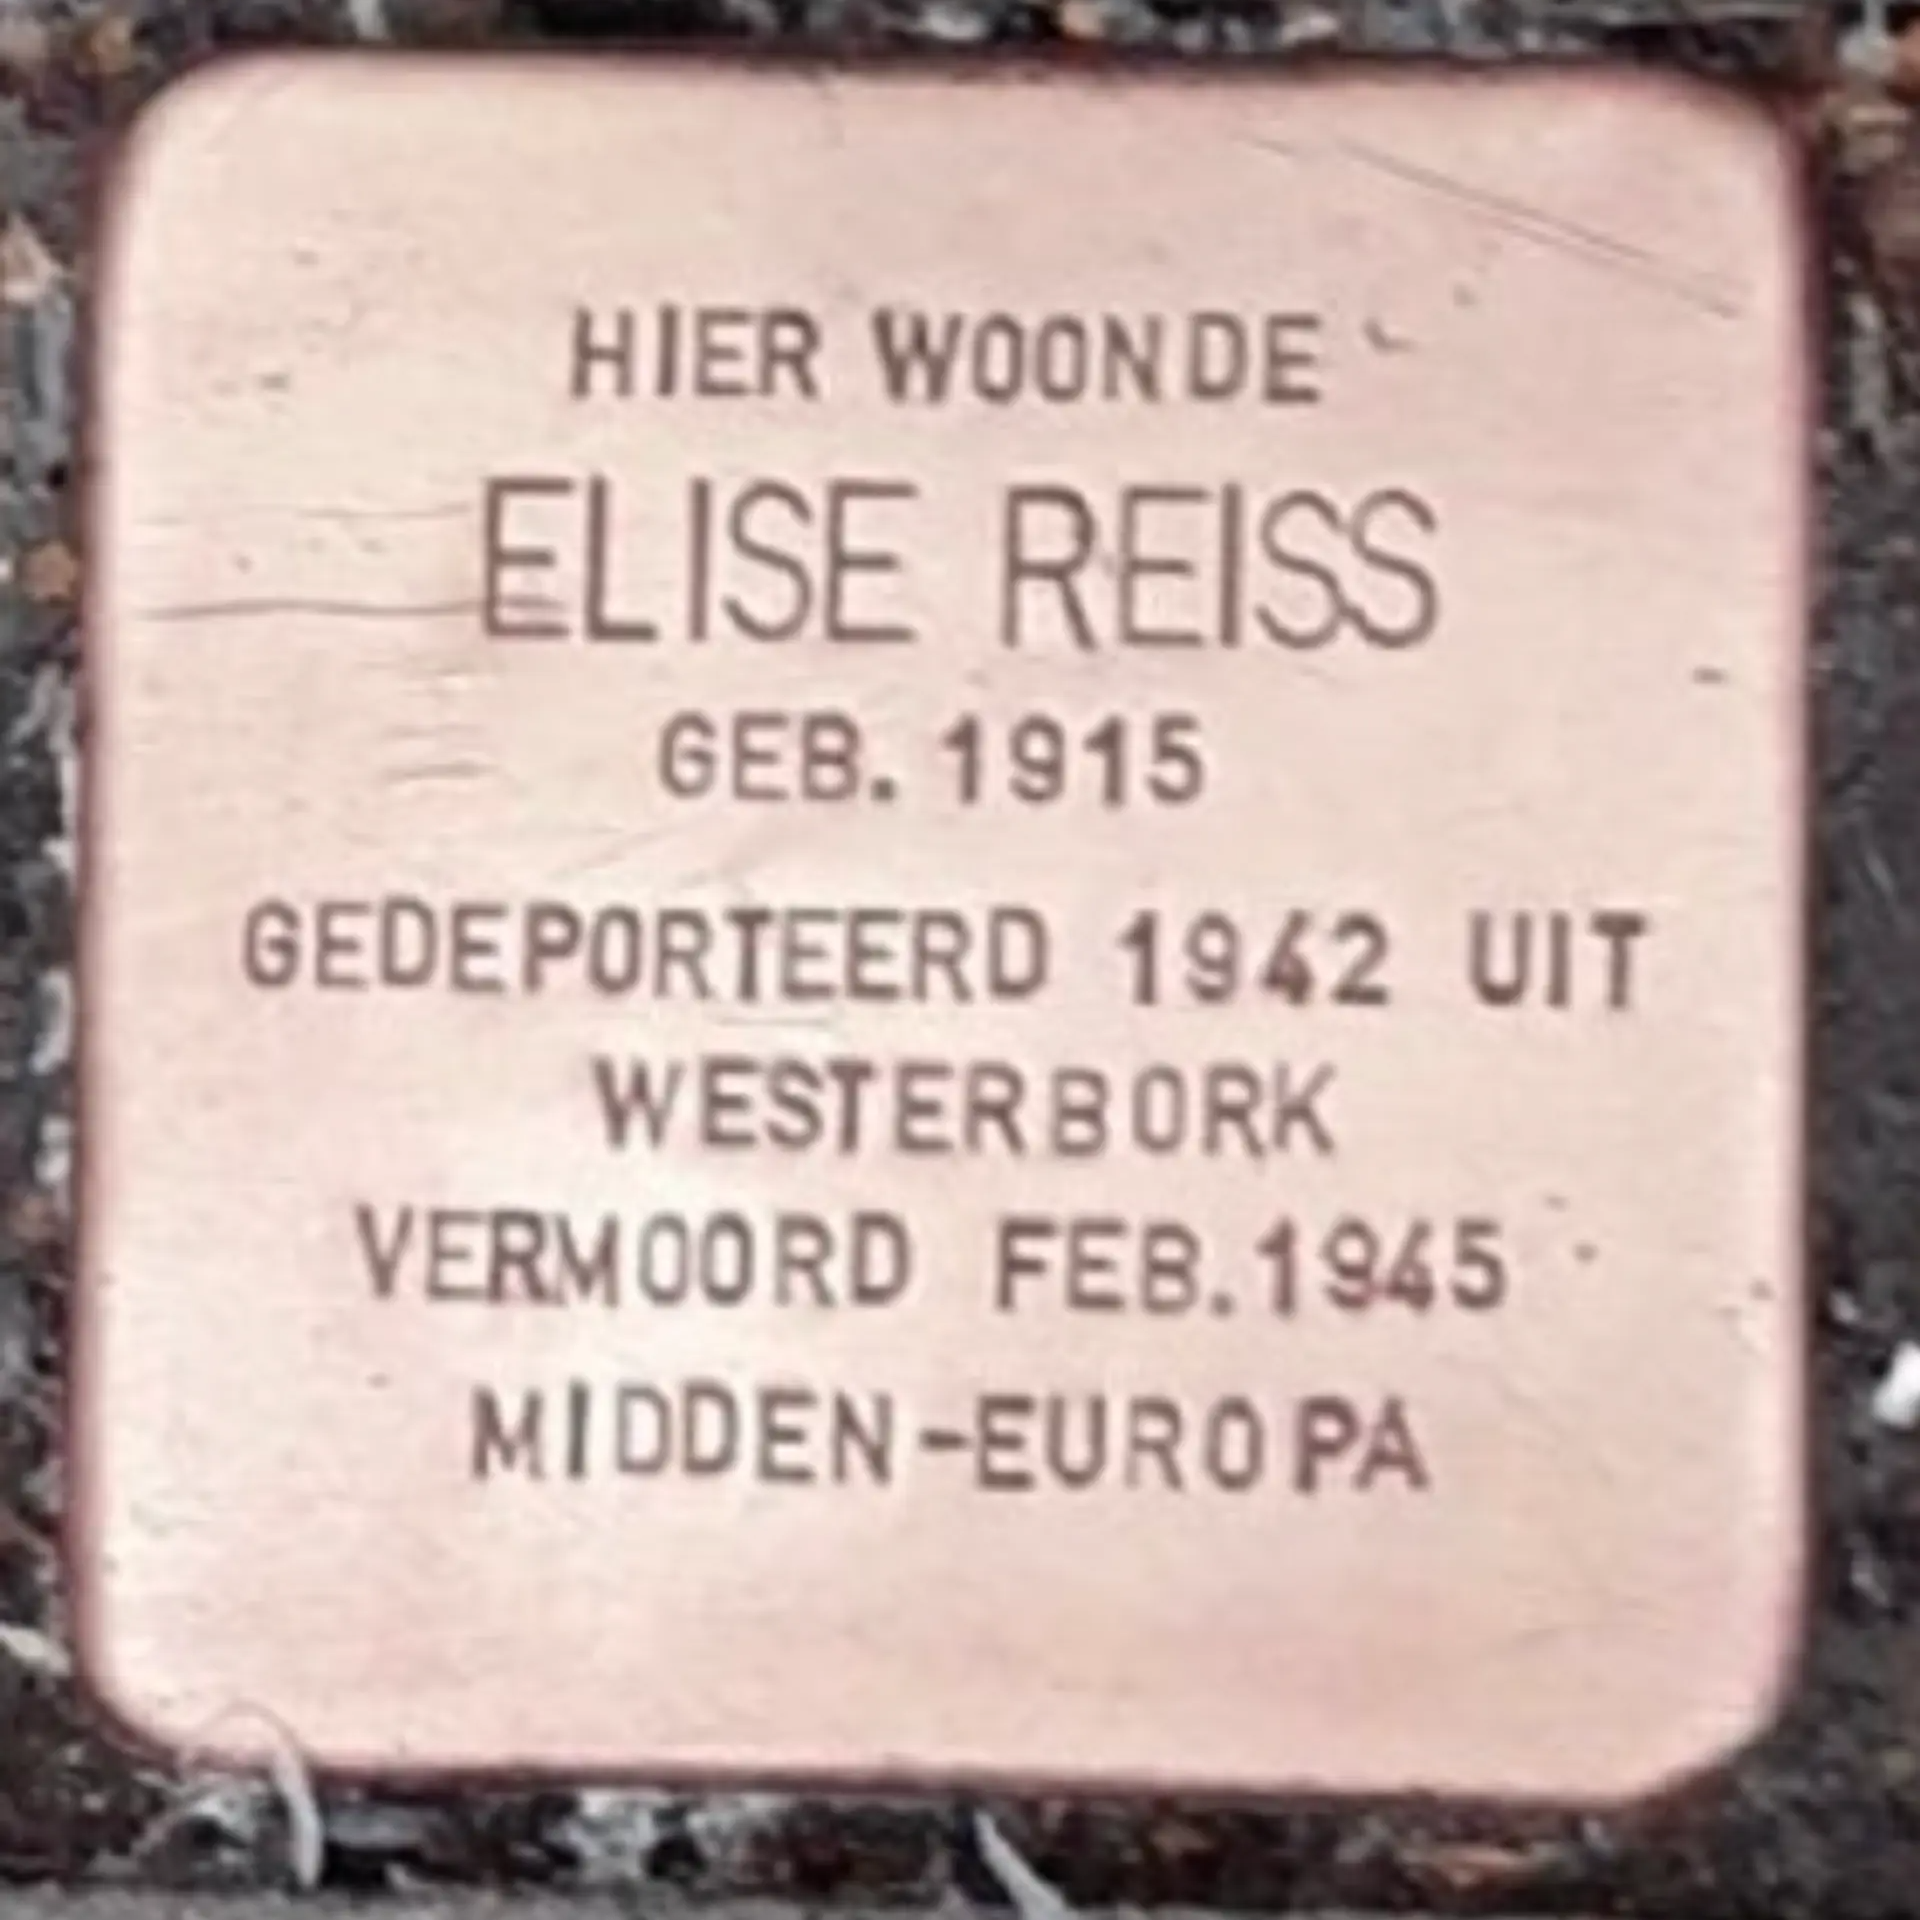 HIER WOONDE
ELISE REISS
GEB. 1915
GEDEPORTEERD 1942 UIT
WESTERBORK
VERMOORD FEB.1945
MIDDEN-EUROPA